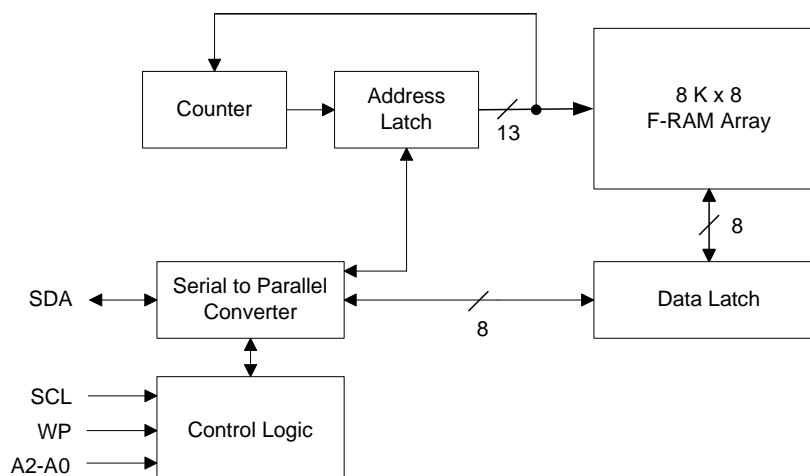 Counter
Address
Latch
13
8 K x 8
F-RAM Array
8
SDA
Serial to Parallel
Converter
8
Data Latch
SCL
WP
A2-A0
Control Logic